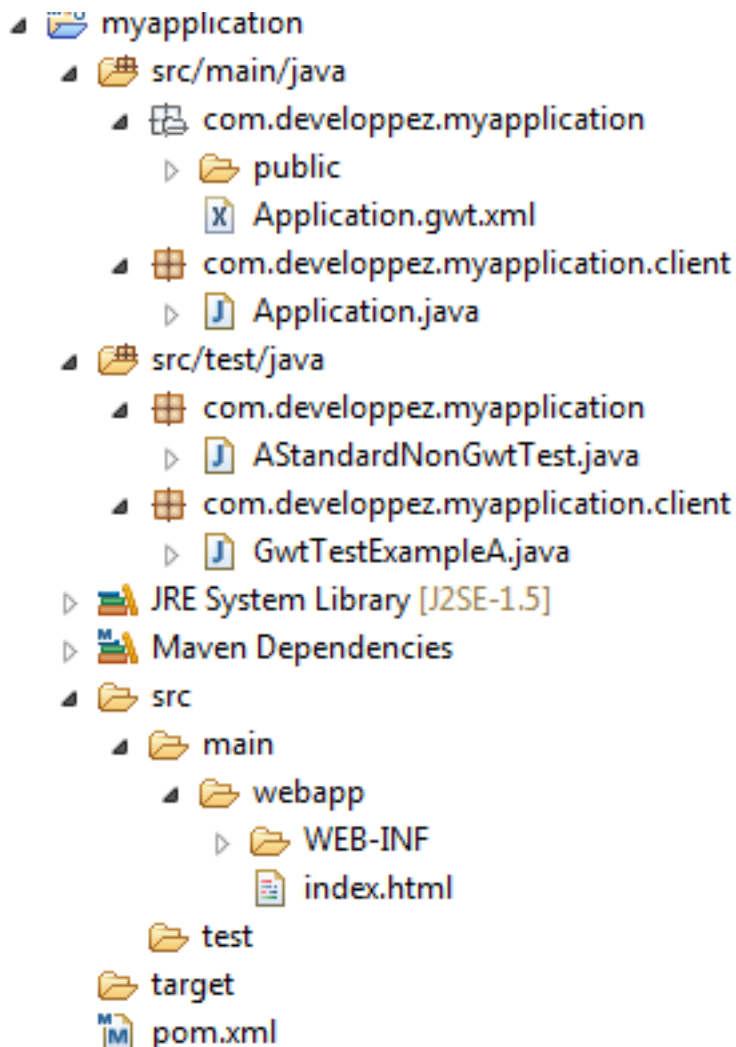 myapplication
src/main/java
com.developpez.myapplication
public
Application.gwt.xml
com.developpez.myapplication.client
Application.java
src/test/java
com.developpez.myapplication
AStandardNonGwtTest.java
com.developpez.myapplication.client
GwtTestExampleA.java
JRE System Library [J2SE-1.5]
Maven Dependencies
src
main
webapp
WEB-INF
index.html
test
target
pom.xml